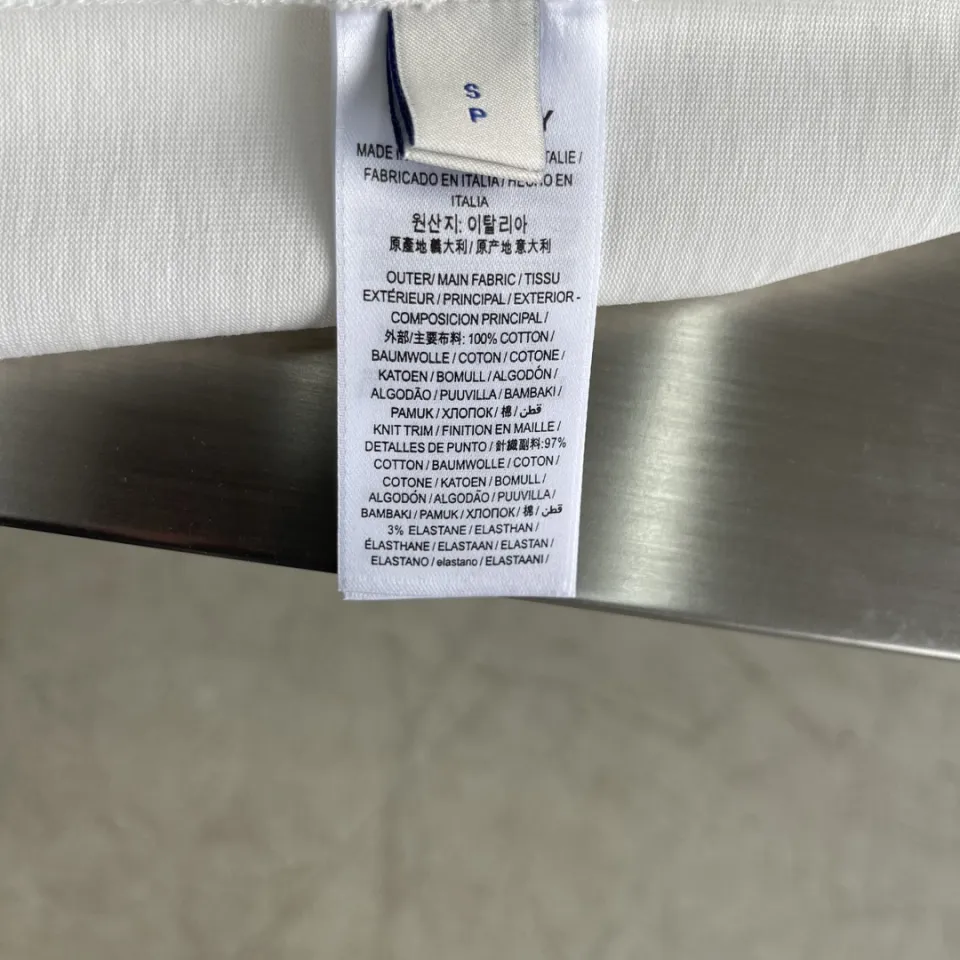 S
P
Y
MADE
TALIE /
FABRICADO EN ITALIA / HECHO EN
ITALIA
원산지: 이탈리아
原產地 義大利 / 原产地 意大利
OUTER/ MAIN FABRIC / TISSU
EXTÉRIEUR / PRINCIPAL / EXTERIOR -
COMPOSICION PRINCIPAL /
外部/主要布料: 100% COTTON /
BAUMWOLLE / COTON / COTONE /
KATOEN / BOMULL / ALGODÓN /
ALGODÃO / PUUVILLA / BAMBAKI /
PAMUK / ХЛОПОК / 棉 / قطن /
KNIT TRIM / FINITION EN MAILLE /
DETALLES DE PUNTO / 針織副料:97%
COTTON / BAUMWOLLE / COTON /
COTONE / KATOEN / BOMULL /
ALGODÓN / ALGODÃO / PUUVILLA /
BAMBAKI / PAMUK / ХЛОПОК / 棉 / قطن
3% ELASTANE / ELASTHAN /
ÉLASTHANE / ELASTAAN / ELASTAN /
ELASTANO / elastano / ELASTAANI /